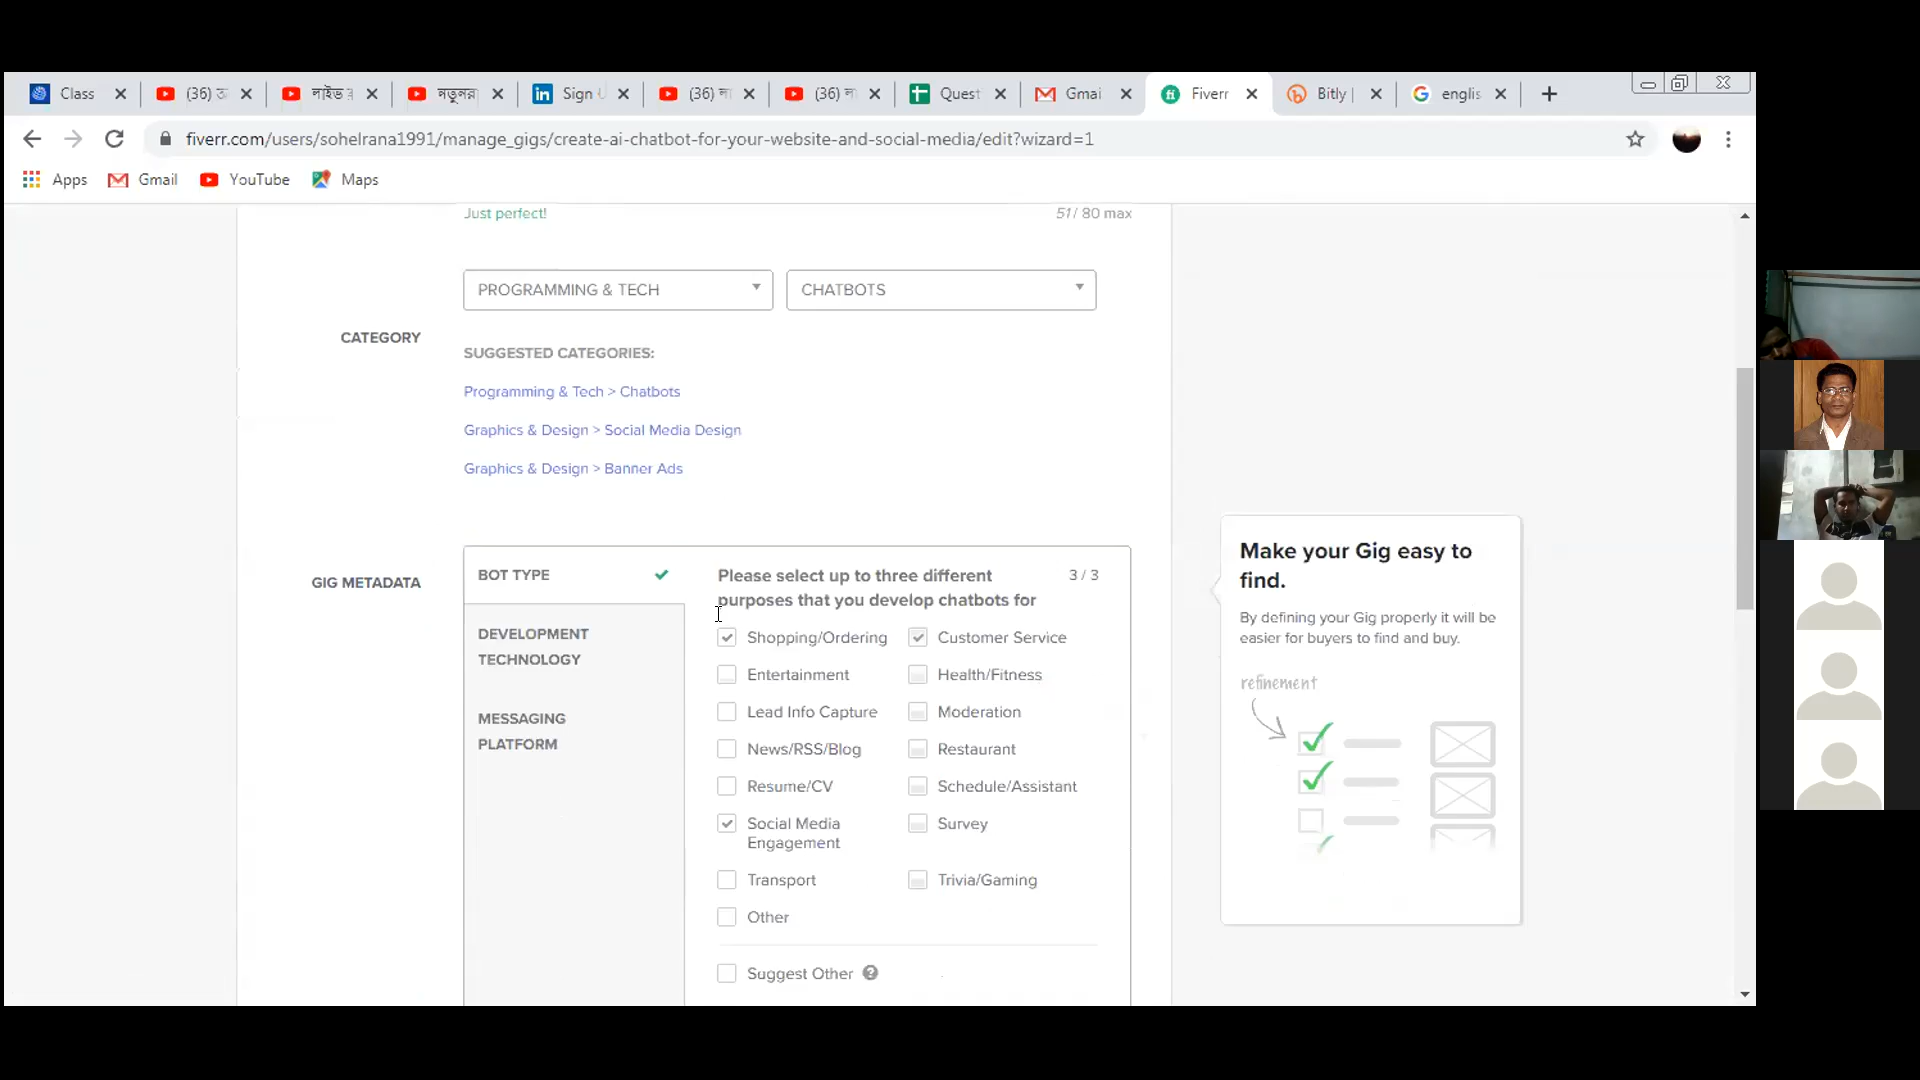 Class
(36) ড
লাইভ ই
নতুনর
Sign U
(36) ল
(36) ল
Quest
Gmai
Fiverr
Bitly |
englis
fiverr.com/users/sohelrana1991/manage_gigs/create-ai-chatbot-for-your-website-and-social-media/edit?wizard=1
Apps
Gmail
YouTube
Maps
Just perfect!
51/ 80 max
PROGRAMMING & TECH
CHATBOTS
CATEGORY
SUGGESTED CATEGORIES:
Programming & Tech > Chatbots
Graphics & Design > Social Media Design
Graphics & Design > Banner Ads
GIG METADATA
BOT TYPE
DEVELOPMENT
TECHNOLOGY
MESSAGING
PLATFORM
Please select up to three different
purposes that you develop chatbots for
3 / 3
Shopping/Ordering
Customer Service
Entertainment
Health/Fitness
Lead Info Capture
Moderation
News/RSS/Blog
Restaurant
Resume/CV
Schedule/Assistant
Social Media
Engagement
Survey
Transport
Trivia/Gaming
Other
Suggest Other
Make your Gig easy to
find.
By defining your Gig properly it will be
easier for buyers to find and buy.
refinement